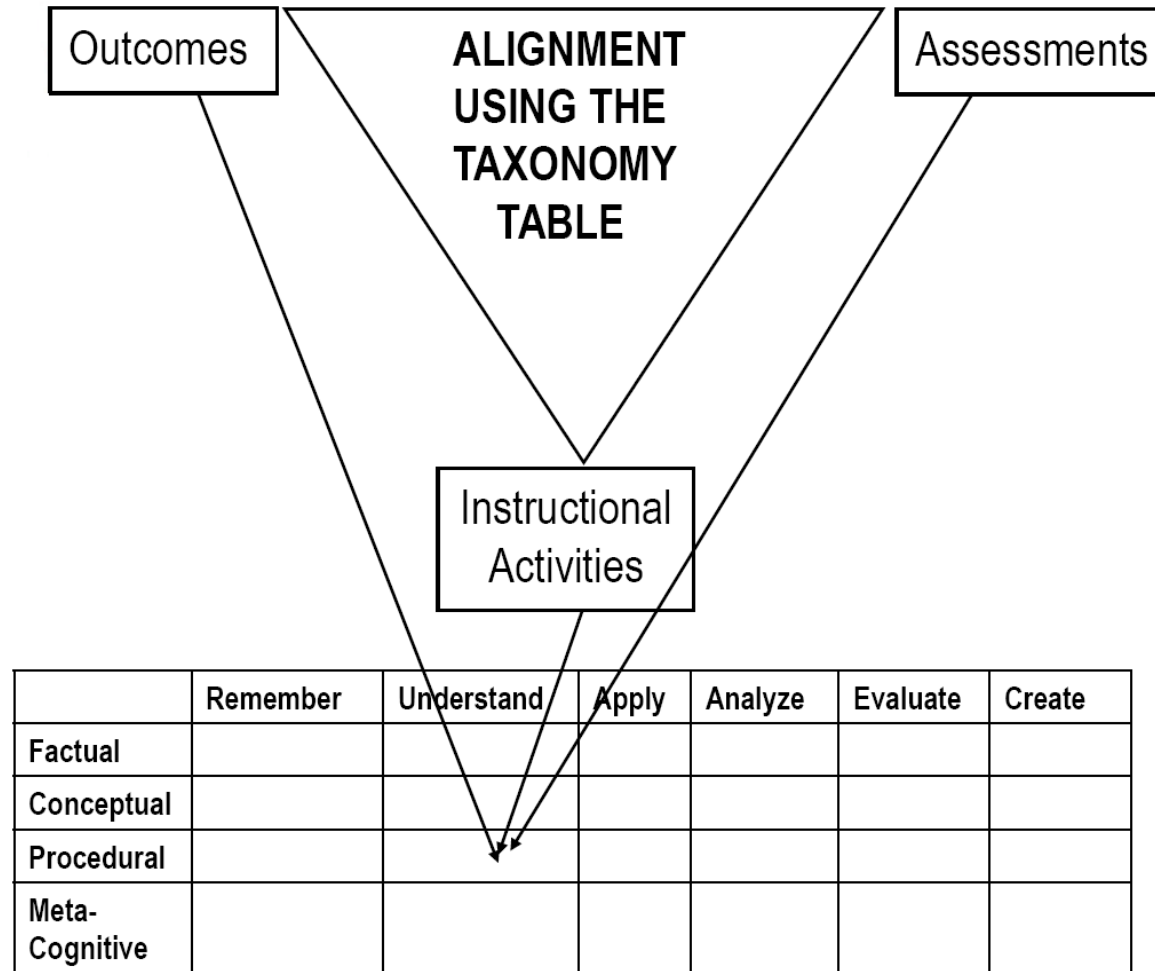 Outcomes
ALIGNMENT
USING THE
TAXONOMY
TABLE
Assessments
Instructional
Activities
Remember Understand Apply Analyze Evaluate Create
Factual
Conceptual
Procedural
Meta-
Cognitive